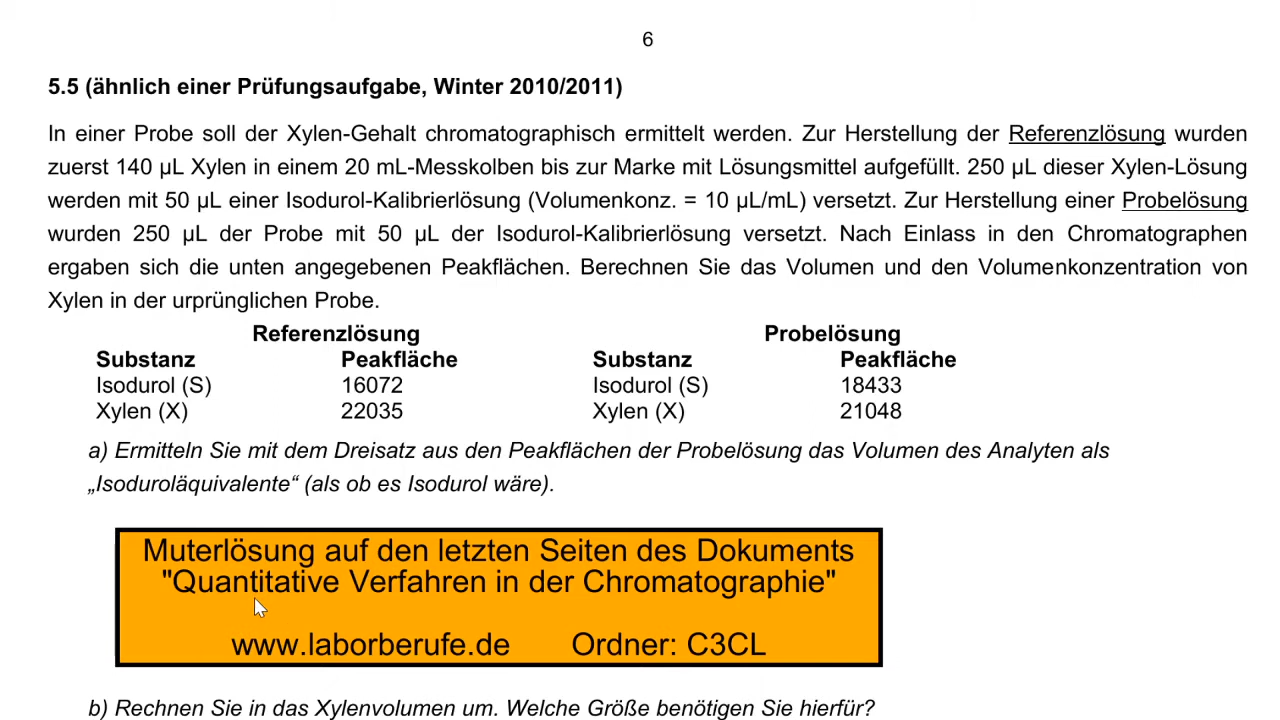 6
5.5 (ähnlich einer Prüfungsaufgabe, Winter 2010/2011)
In einer Probe soll der Xylen-Gehalt chromatographisch ermittelt werden. Zur Herstellung der Referenzlösung wurden
zuerst 140 µL Xylen in einem 20 mL-Messkolben bis zur Marke mit Lösungsmittel aufgefüllt. 250 µL dieser Xylen-Lösung
werden mit 50 µL einer Isodurol-Kalibrierlösung (Volumenkonz. = 10 µL/mL) versetzt. Zur Herstellung einer Probelösung
wurden 250 µL der Probe mit 50 µL der Isodurol-Kalibrierlösung versetzt. Nach Einlass in den Chromatographen
ergaben sich die unten angegebenen Peakflächen. Berechnen Sie das Volumen und den Volumenkonzentration von
Xylen in der urprünglichen Probe.
Referenzlösung Probelösung
Substanz Peakfläche Substanz Peakfläche
Isodurol (S) 16072 Isodurol (S) 18433
Xylen (X) 22035 Xylen (X) 21048
a) Ermitteln Sie mit dem Dreisatz aus den Peakflächen der Probelösung das Volumen des Analyten als
„Isoduroläquivalente“ (als ob es Isodurol wäre).
Muterlösung auf den letzten Seiten des Dokuments
"Quantitative Verfahren in der Chromatographie"
www.laborberufe.de Ordner: C3CL
b) Rechnen Sie in das Xylenvolumen um. Welche Größe benötigen Sie hierfür?